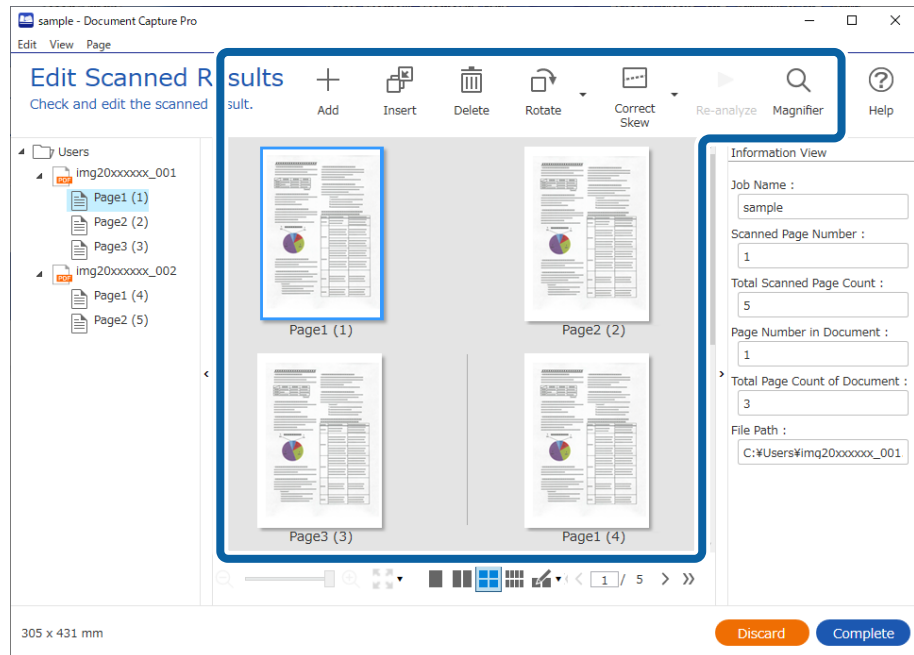 sample - Document Capture Pro
Edit View Page
Edit Scanned R sults
Check and edit the scanned sult.
Add
Insert
Delete
Rotate
Correct Skew
Re-analyze
Magnifier
Help
Users
img20xxxxxx_001
PDF
Page1 (1)
Page2 (2)
Page3 (3)
img20xxxxxx_002
PDF
Page1 (4)
Page2 (5)
Page1 (1)
Page2 (2)
Page3 (3)
Page1 (4)
Information View
Job Name :
sample
Scanned Page Number :
1
Total Scanned Page Count :
5
Page Number in Document :
1
Total Page Count of Document :
3
File Path :
C:¥Users¥img20xxxxxx_001
1 / 5
305 x 431 mm
Discard
Complete